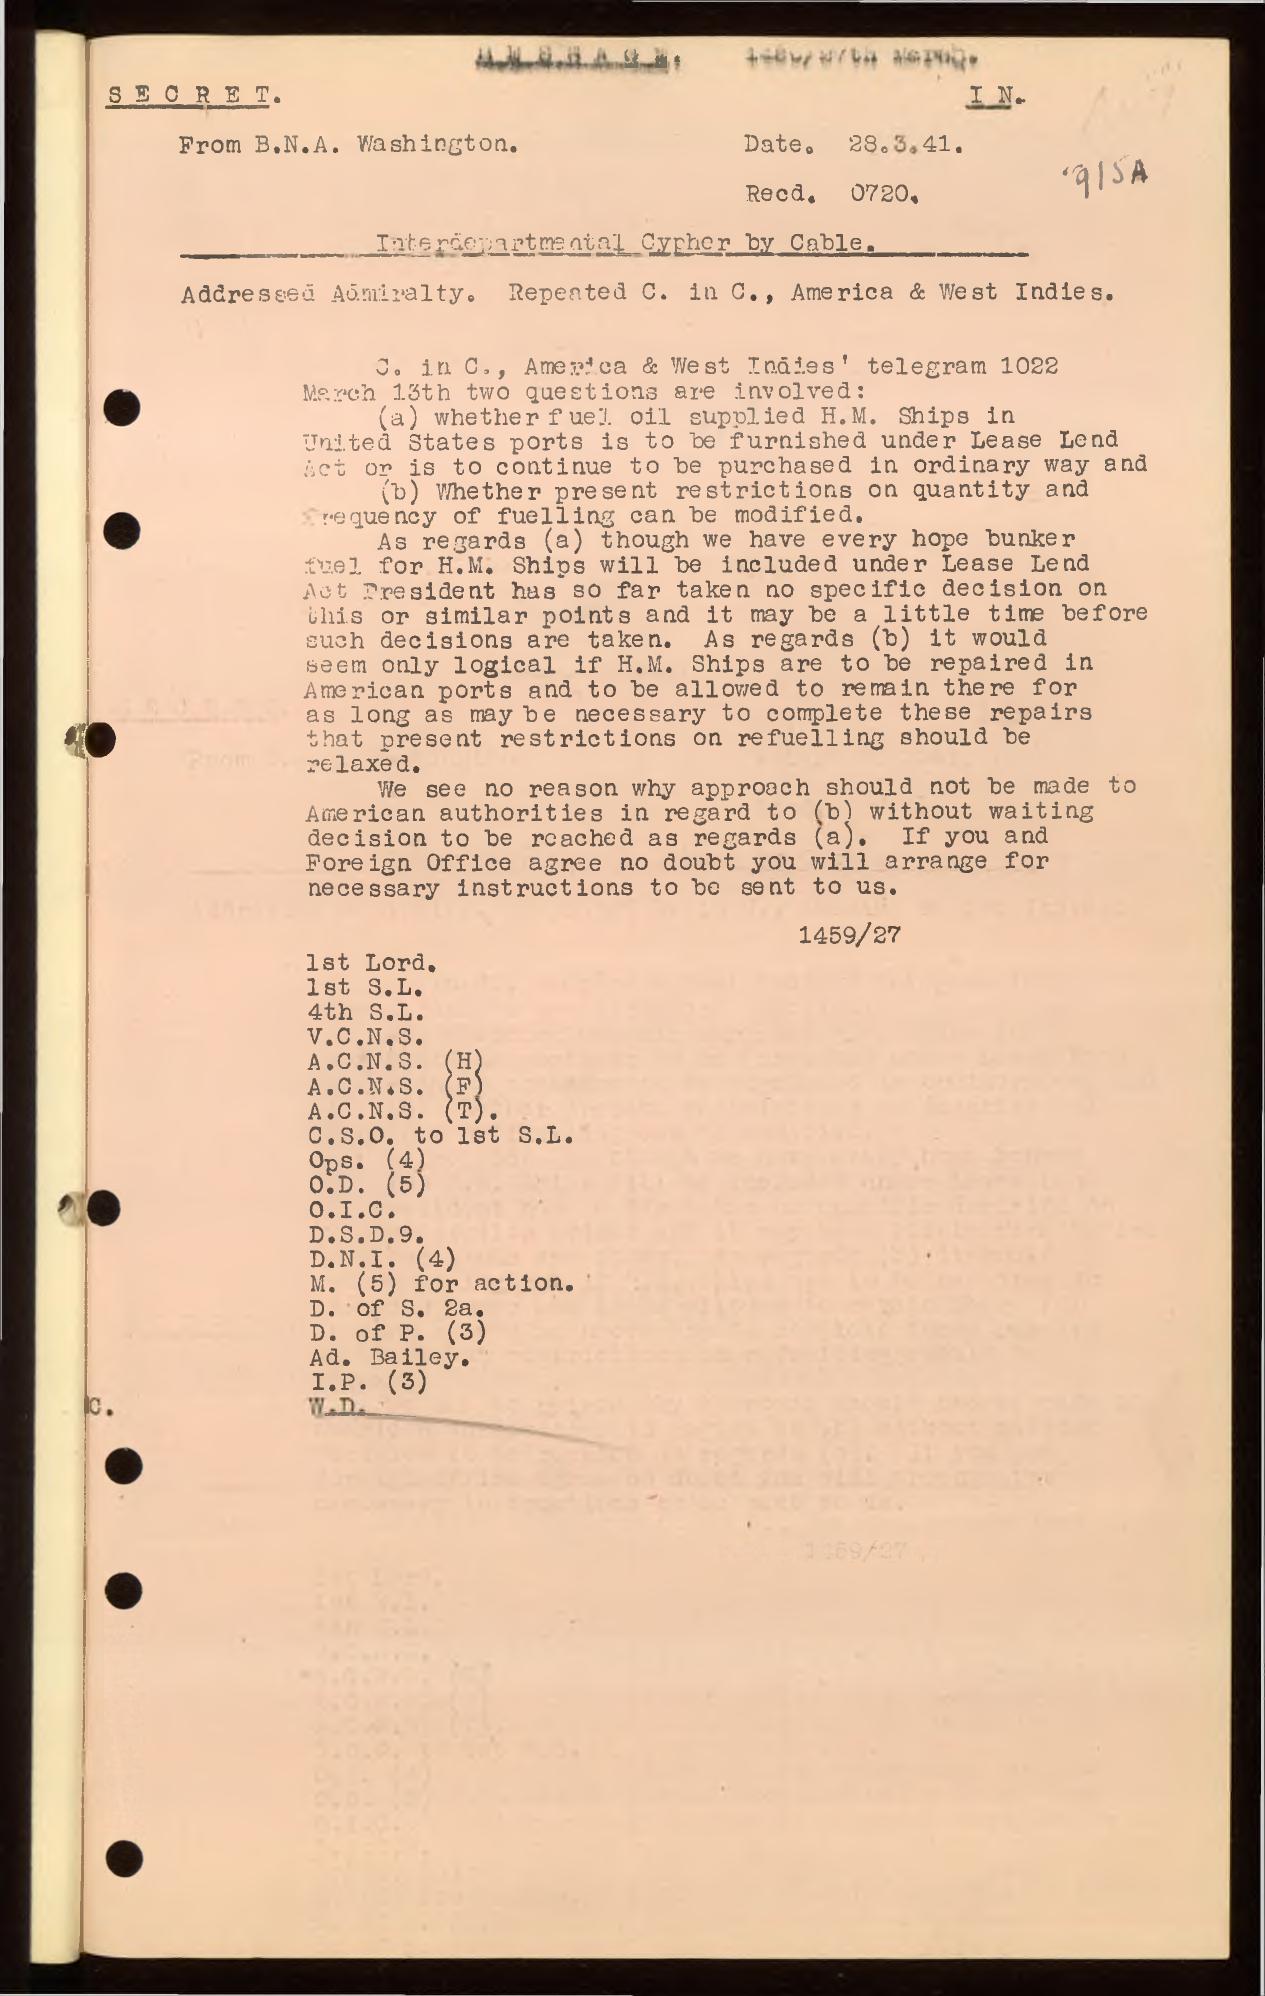 MESSAGE. 1459/27th March.
SECRET. IN.
From B.N.A. Washington. Date. 28.3.41.
915A
Recd. 0720.
Interdepartmental Cypher by Cable.
Addressed Admiralty. Repeated C. in C., America & West Indies.
C. in C., America & West Indies' telegram 1022
March 13th two questions are involved:
(a) whether fuel oil supplied H.M. Ships in
United States ports is to be furnished under Lease Lend
Act or is to continue to be purchased in ordinary way and
(b) Whether present restrictions on quantity and
frequency of fuelling can be modified.
As regards (a) though we have every hope bunker
fuel for H.M. Ships will be included under Lease Lend
Act President has so far taken no specific decision on
this or similar points and it may be a little time before
such decisions are taken. As regards (b) it would
seem only logical if H.M. Ships are to be repaired in
American ports and to be allowed to remain there for
as long as may be necessary to complete these repairs
that present restrictions on refuelling should be
relaxed.
We see no reason why approach should not be made to
American authorities in regard to (b) without waiting
decision to be reached as regards (a). If you and
Foreign Office agree no doubt you will arrange for
necessary instructions to be sent to us.
1459/27
1st Lord.
1st S.L.
4th S.L.
V.C.N.S.
A.C.N.S. (H)
A.C.N.S. (F)
A.C.N.S. (T).
C.S.O. to 1st S.L.
Ops. (4)
O.D. (5)
O.I.C.
D.S.D.9.
D.N.I. (4)
M. (5) for action.
D. of S. 2a.
D. of P. (3)
Ad. Bailey.
I.P. (3)
C. W.D.